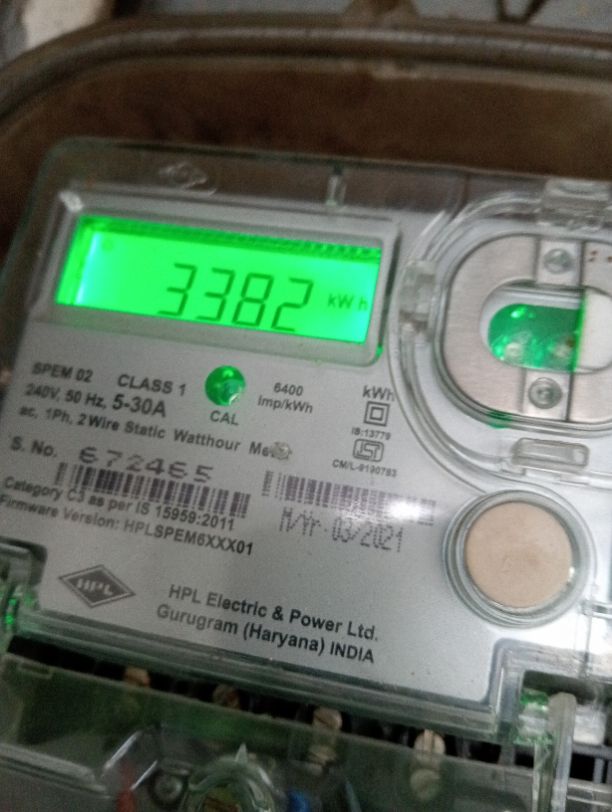 3382 kWh
SPEM 02 CLASS 1
240V, 50 Hz, 5-30A
ac, 1Ph, 2 Wire Static Watthour
CAL
6400
Imp/kWh
kWh
IS:13779
CM/L-9190793
S. No. 672465
Category C3 as per IS 15959:2011
Firmware Version: HPLSPEM6XXX01
M/Yr 03/2021
HPL
HPL Electric & Power Ltd.
Gurugram (Haryana) INDIA